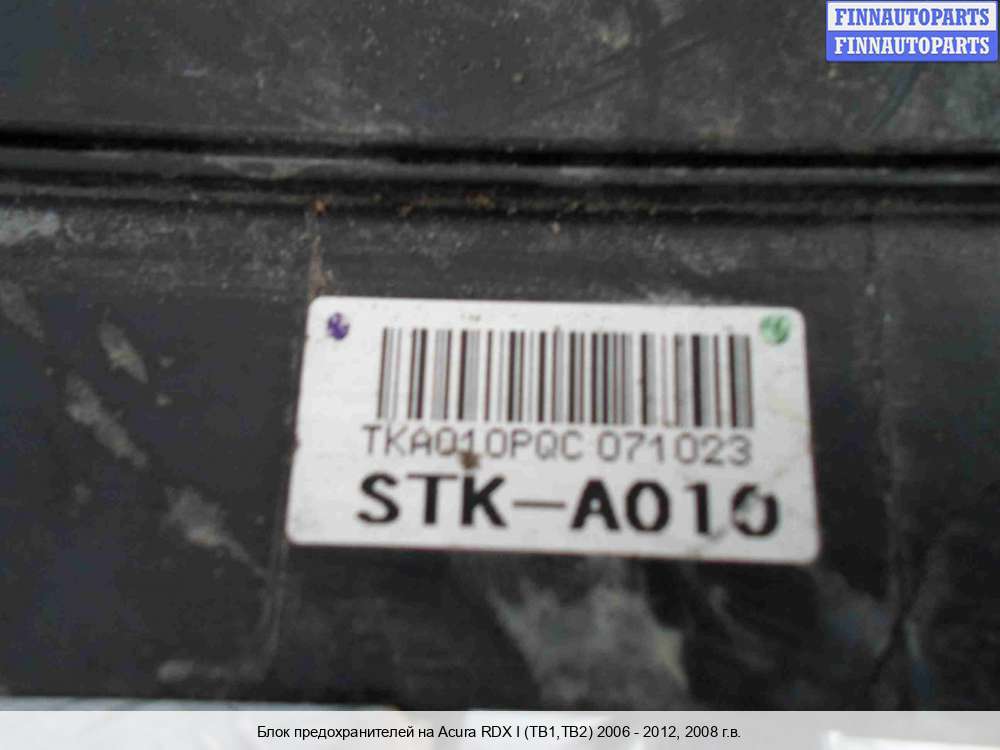 FINNAUTOPARTS
FINNAUTOPARTS
TKA010PQC 071023
STK-A010
Блок предохранителей на Acura RDX I (TB1,TB2) 2006 - 2012, 2008 г.в.